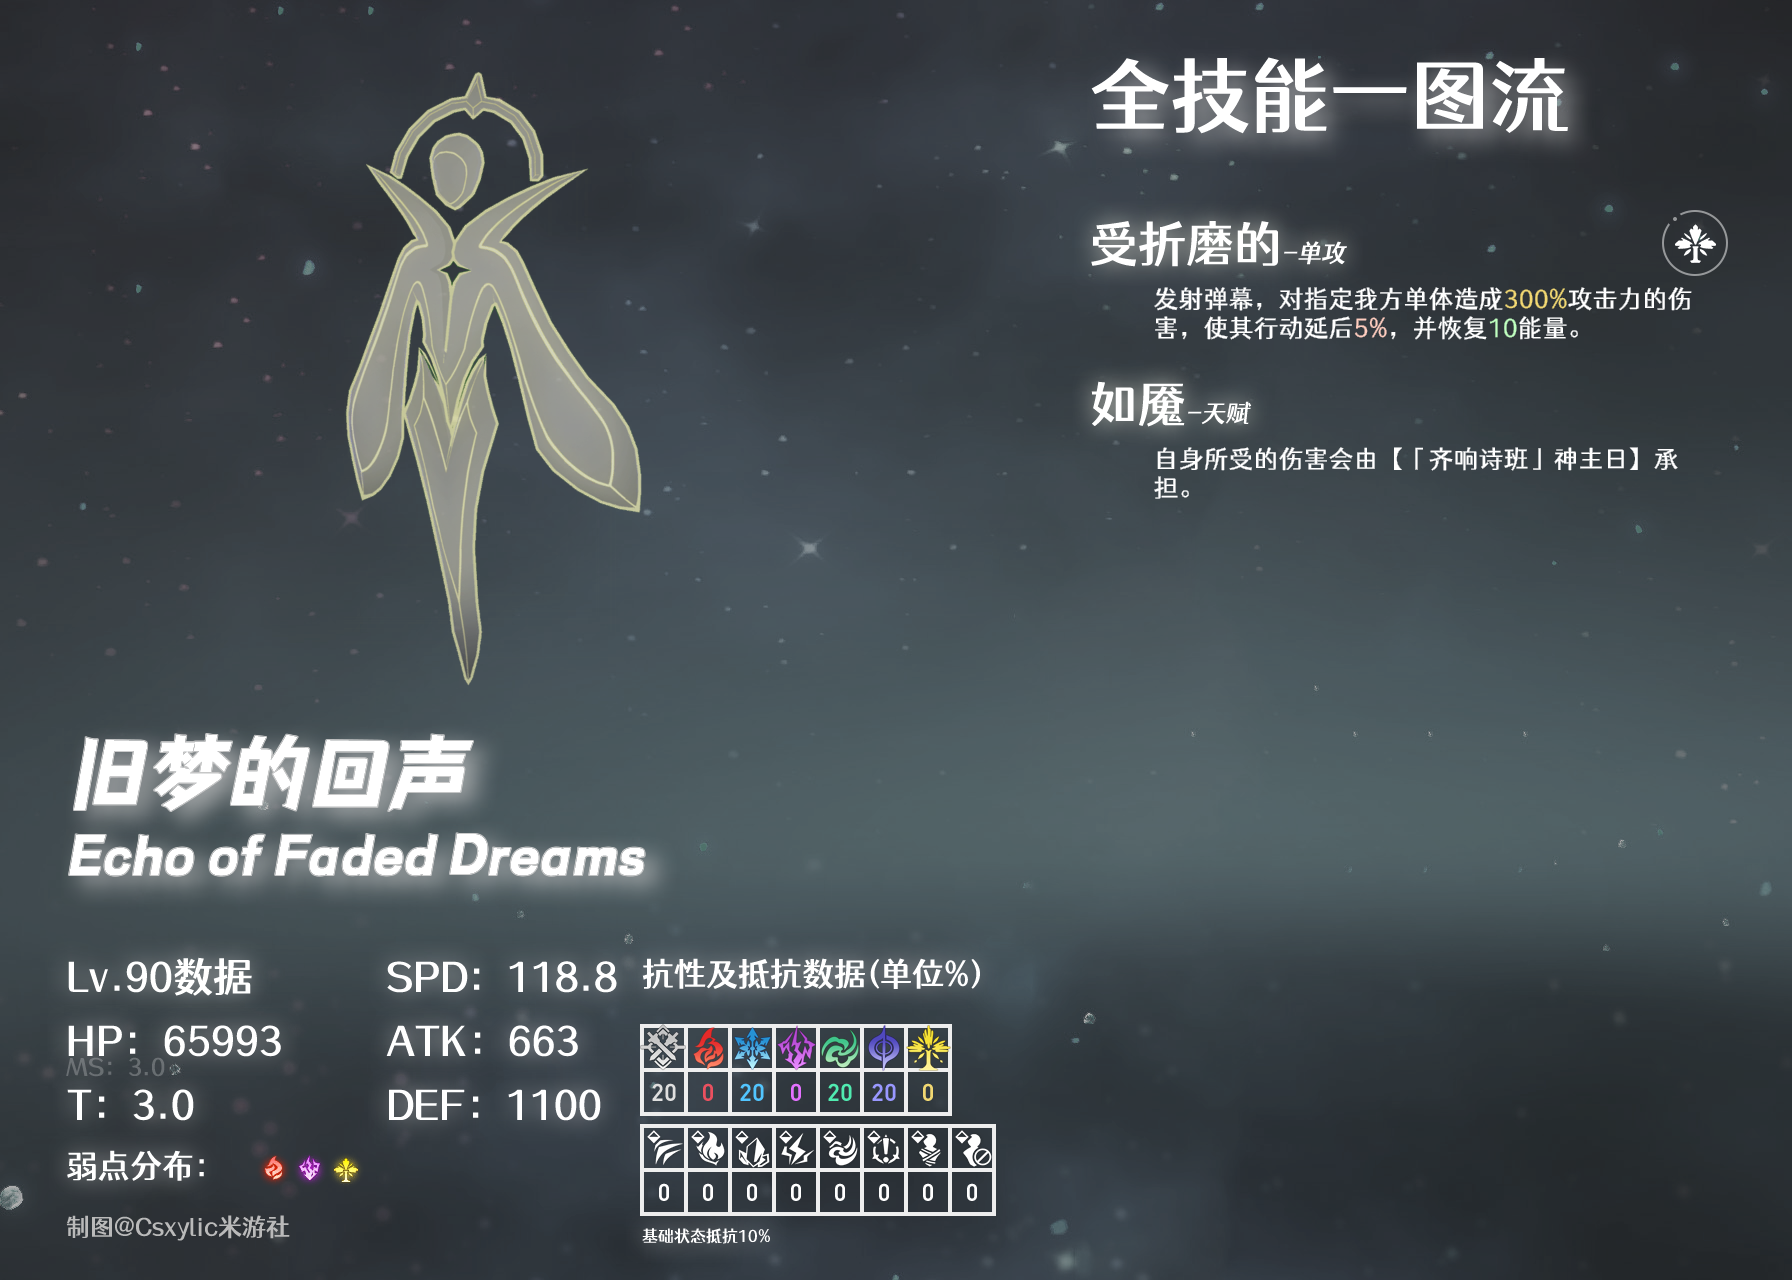 全技能一图流
受折磨的-单攻
发射弹幕，对指定我方单体造成300%攻击力的伤
害，使其行动延后5%，并恢复10能量。
如魇-天赋
自身所受的伤害会由【「齐响诗班」神主日】承
担。
旧梦的回声
Echo of Faded Dreams
Lv.90数据
SPD：118.8
HP：65993
ATK：663
MS：3.0
T：3.0
DEF：1100
弱点分布：
制图@Csxylic米游社
抗性及抵抗数据(单位%)
20 0 20 0 20 20 0
0 0 0 0 0 0 0 0
基础状态抵抗10%